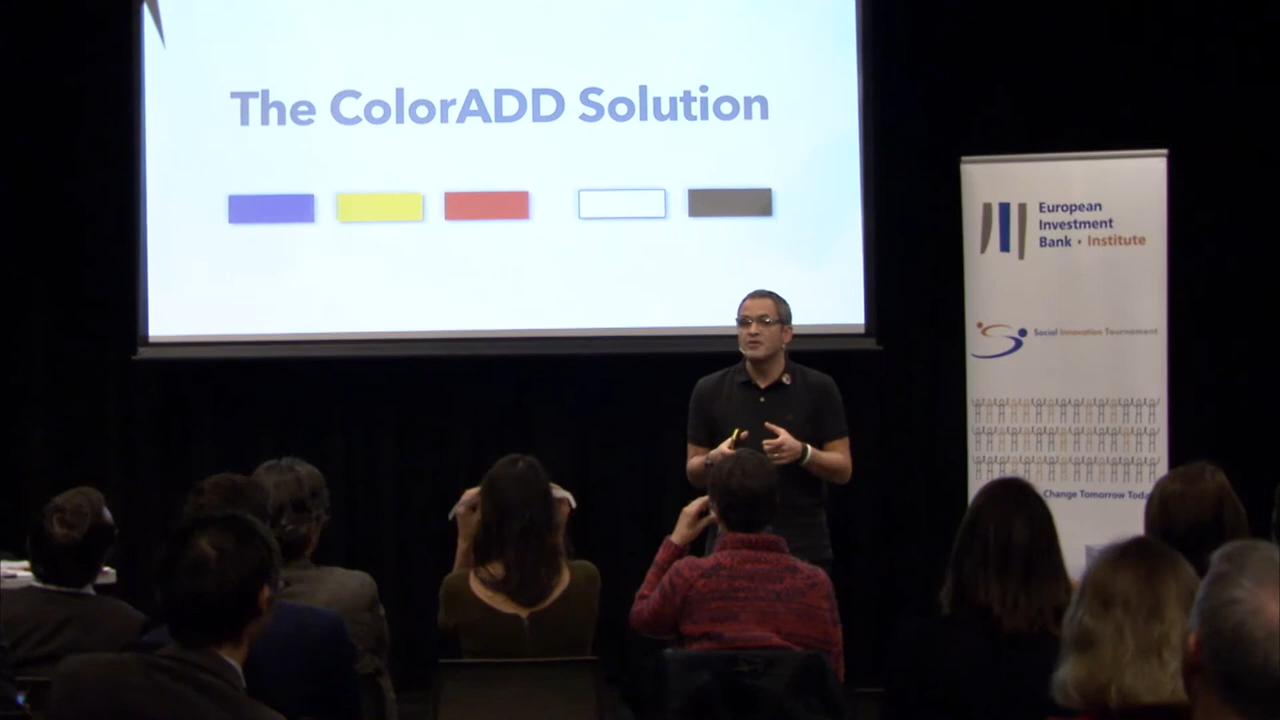 The ColorADD Solution
European
Investment
Bank • Institute
Social Innovation Tournament
Change Tomorrow Today